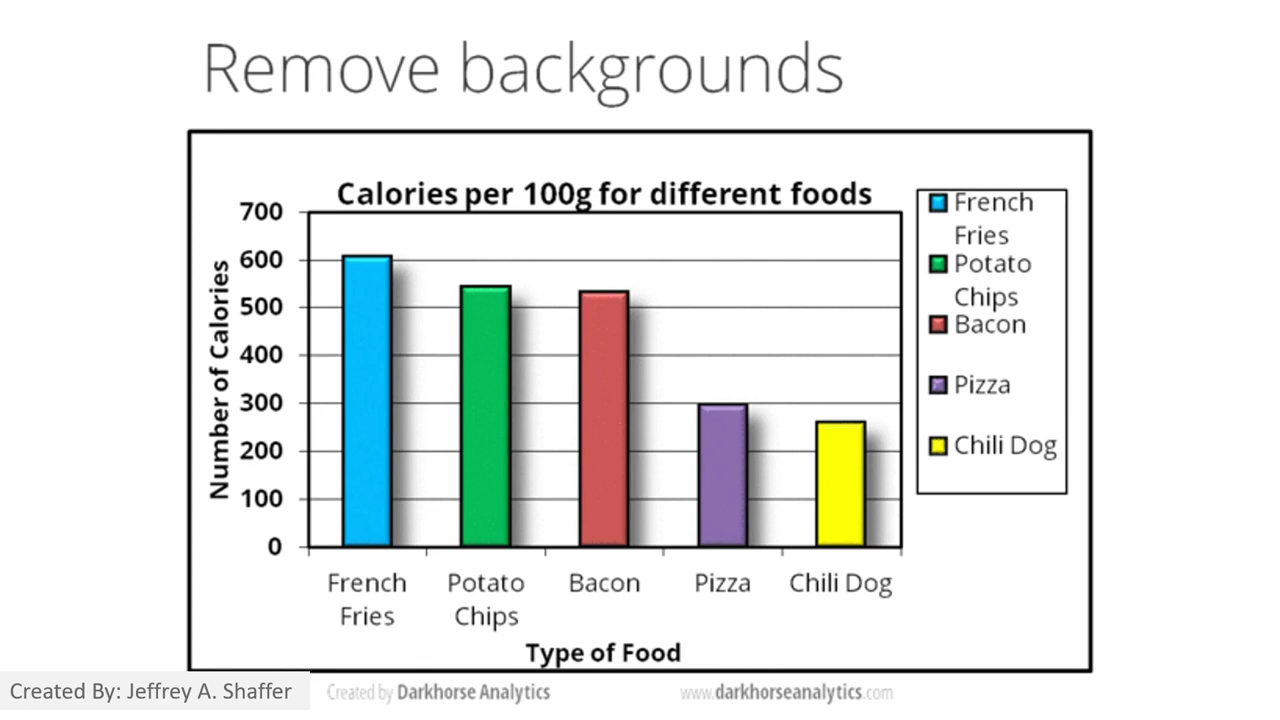 Remove backgrounds
Calories per 100g for different foods
Number of Calories
700
600
500
400
300
200
100
0
French
Fries
Potato
Chips
Bacon
Pizza
Chili Dog
Type of Food
French
Fries
Potato
Chips
Bacon
Pizza
Chili Dog
Created By: Jeffrey A. Shaffer
Created by Darkhorse Analytics
www.darkhorseanalytics.com